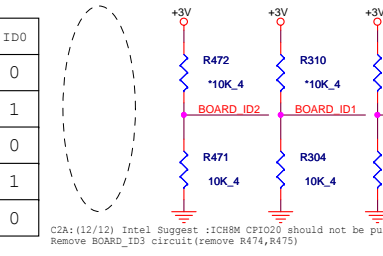 +3V +3V +3V
ID0
R472 R310
0
*10K_4 *10K_4
1
BOARD_ID2 BOARD_ID1
0
R471 R304
1
10K_4 10K_4
0
C2A:(12/12) Intel Suggest :ICH8M CPIO20 should not be pu
Remove BOARD_ID3 circuit(remove R474,R475)